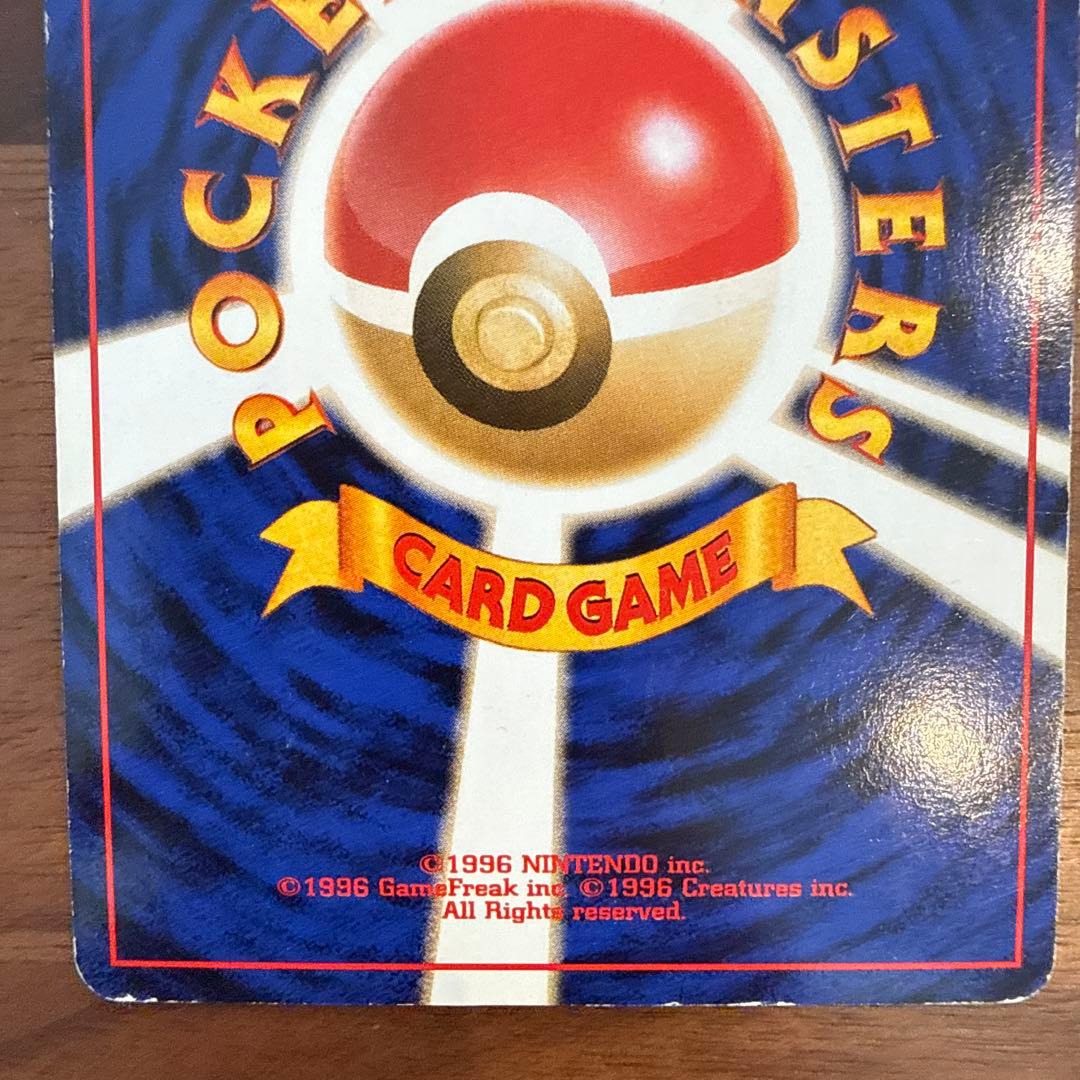 POCKE
STERS
CARD GAME
©1996 NINTENDO inc.
©1996 GameFreak inc. ©1996 Creatures inc.
All Rights reserved.